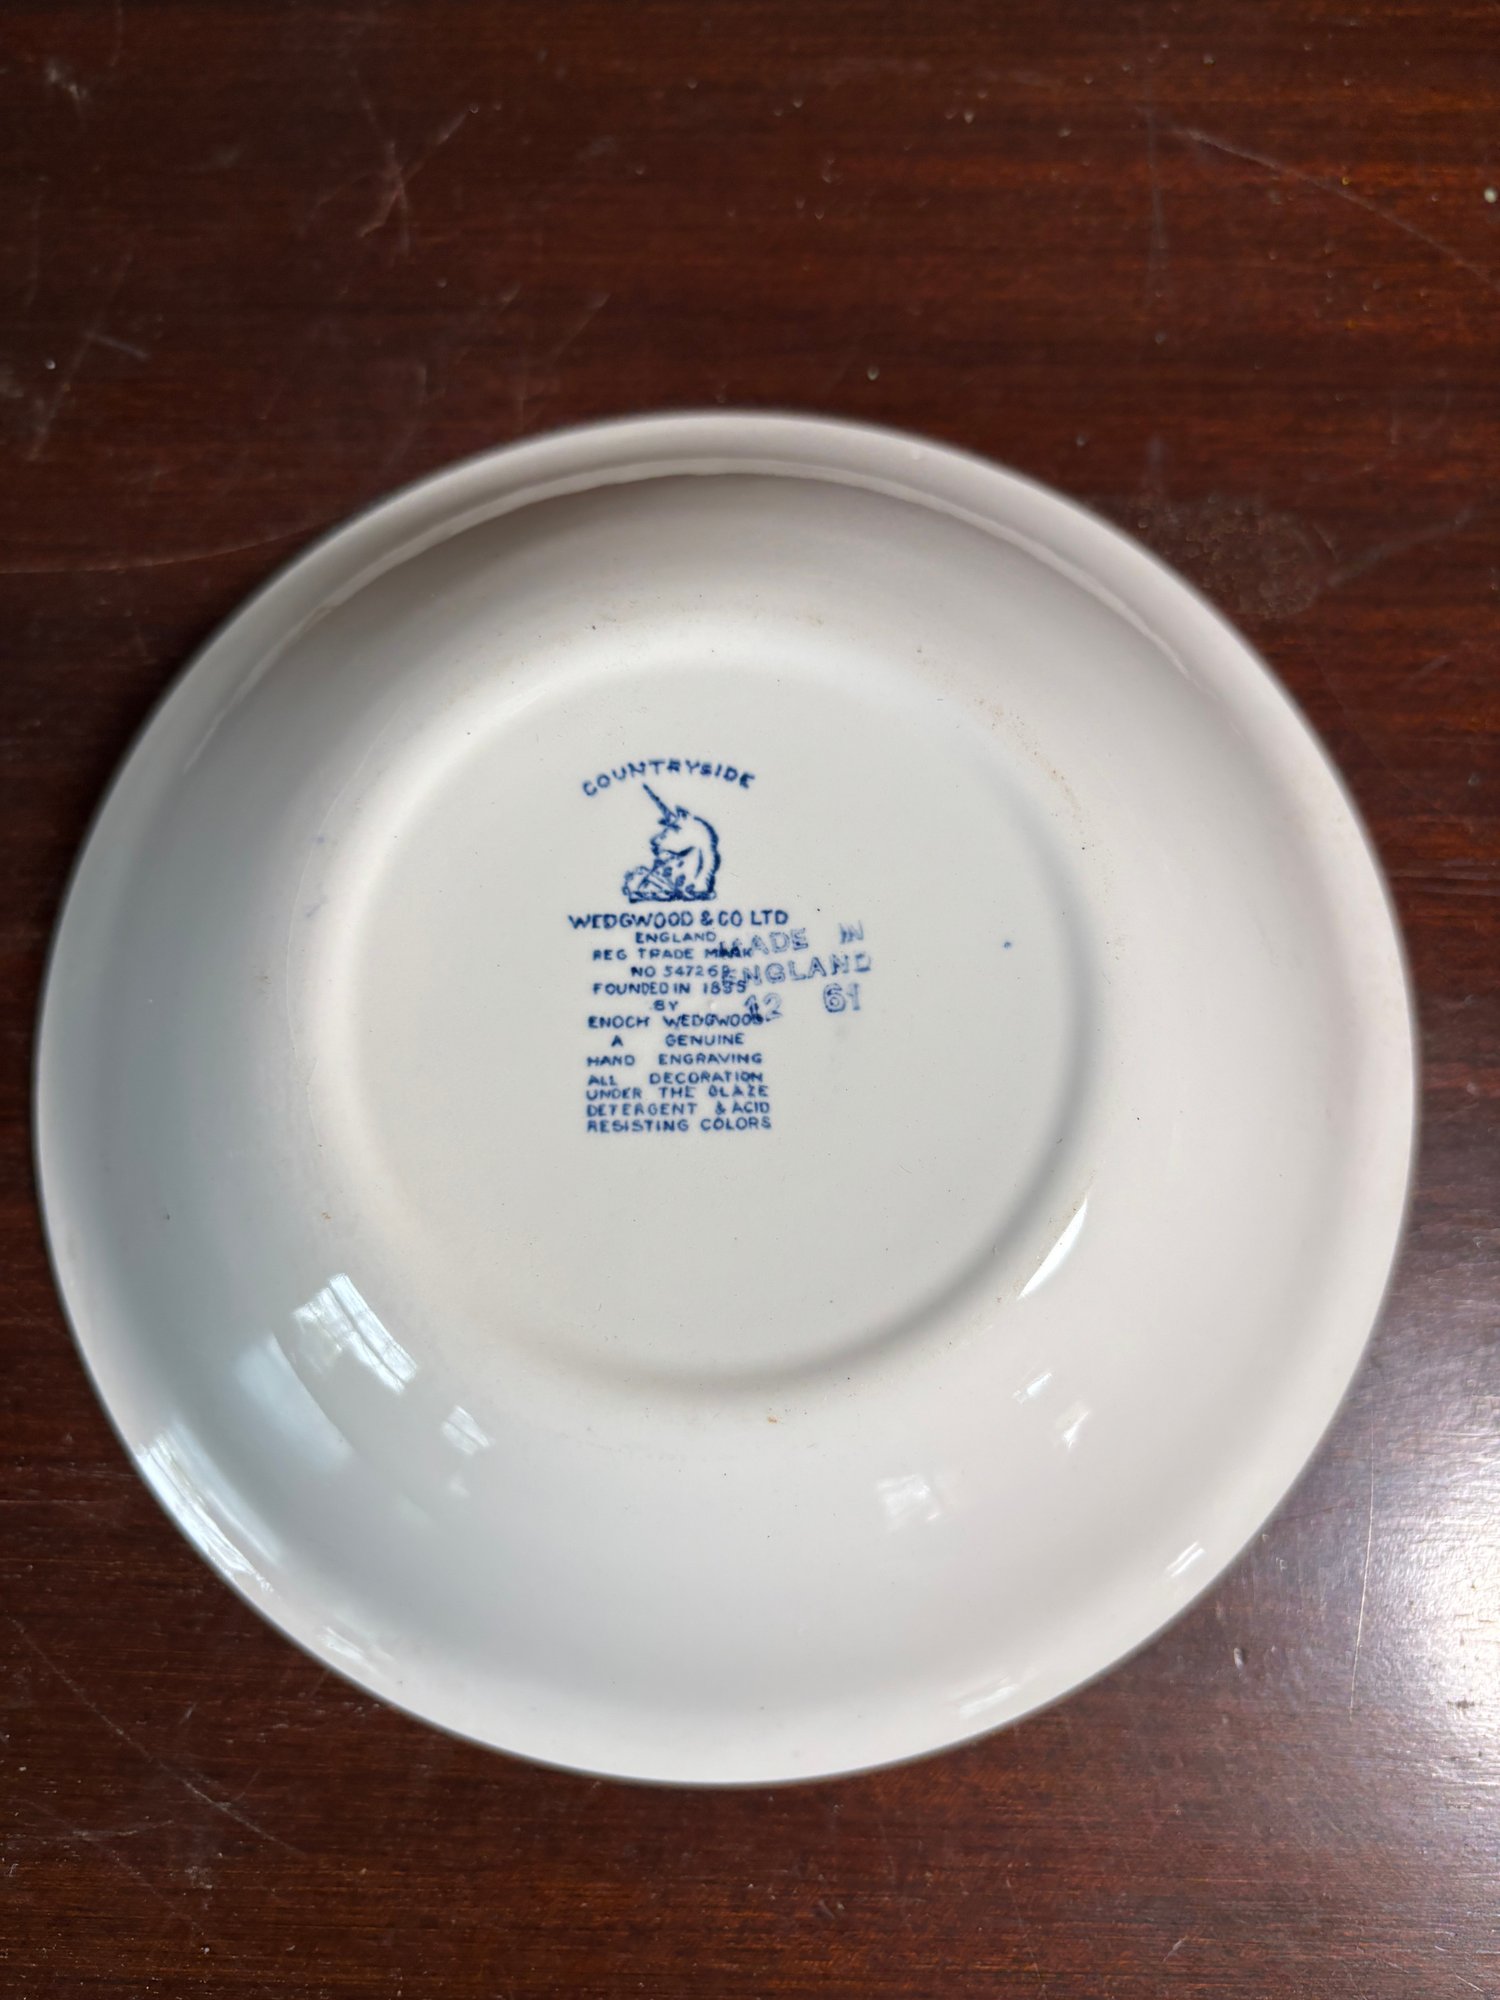 COUNTRYSIDE
WEDGWOOD & CO LTD
ENGLAND
REG TRADE MARK
NO 547262
FOUNDED IN 1835
BY
ENOCH WEDGWOOD
A GENUINE
HAND ENGRAVING
ALL DECORATION
UNDER THE GLAZE
DETERGENT & ACID
RESISTING COLORS
MADE IN
ENGLAND
12 61